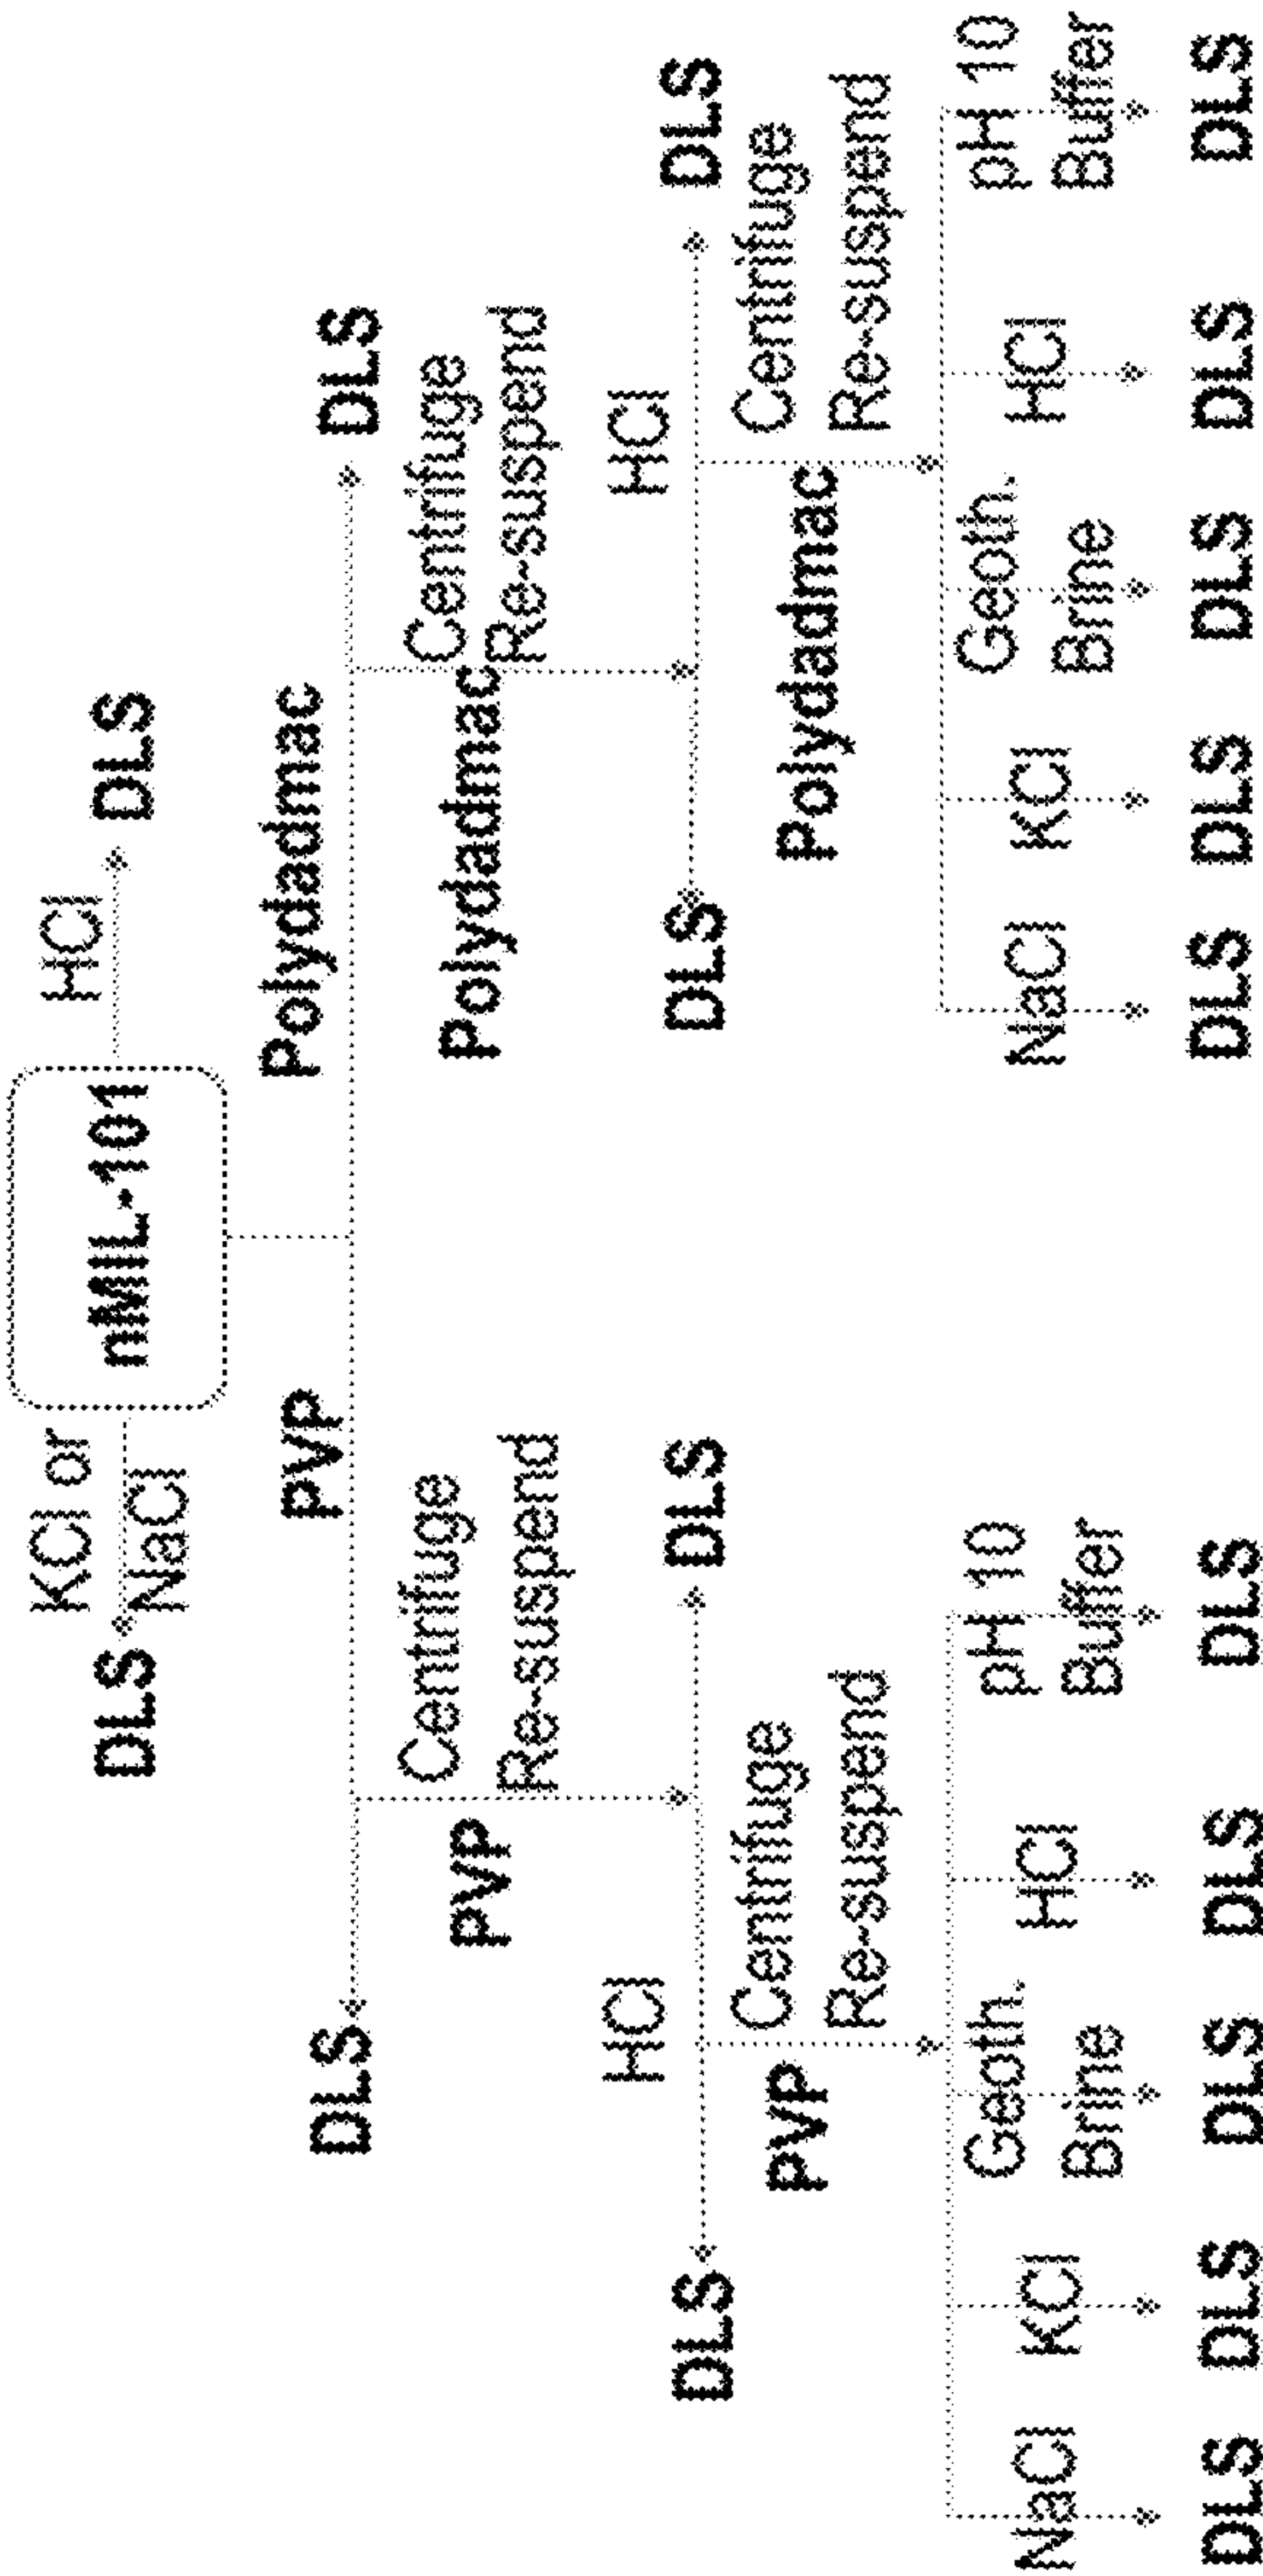 KCl or
NaCl
DLS
nMIL-101
HCl
DLS
PVP
Polydadmac
DLS
DLS
Centrifuge
Re-suspend
PVP
Centrifuge
Re-suspend
Polydadmac
HCl
DLS
DLS
HCl
DLS
DLS
Centrifuge
Re-suspend
PVP
Centrifuge
Re-suspend
Polydadmac
NaCl
KCl
Geoth.
Brine
HCl
pH 10
Buffer
NaCl
KCl
Geoth.
Brine
HCl
pH 10
Buffer
DLS
DLS
DLS
DLS
DLS
DLS
DLS
DLS
DLS
DLS